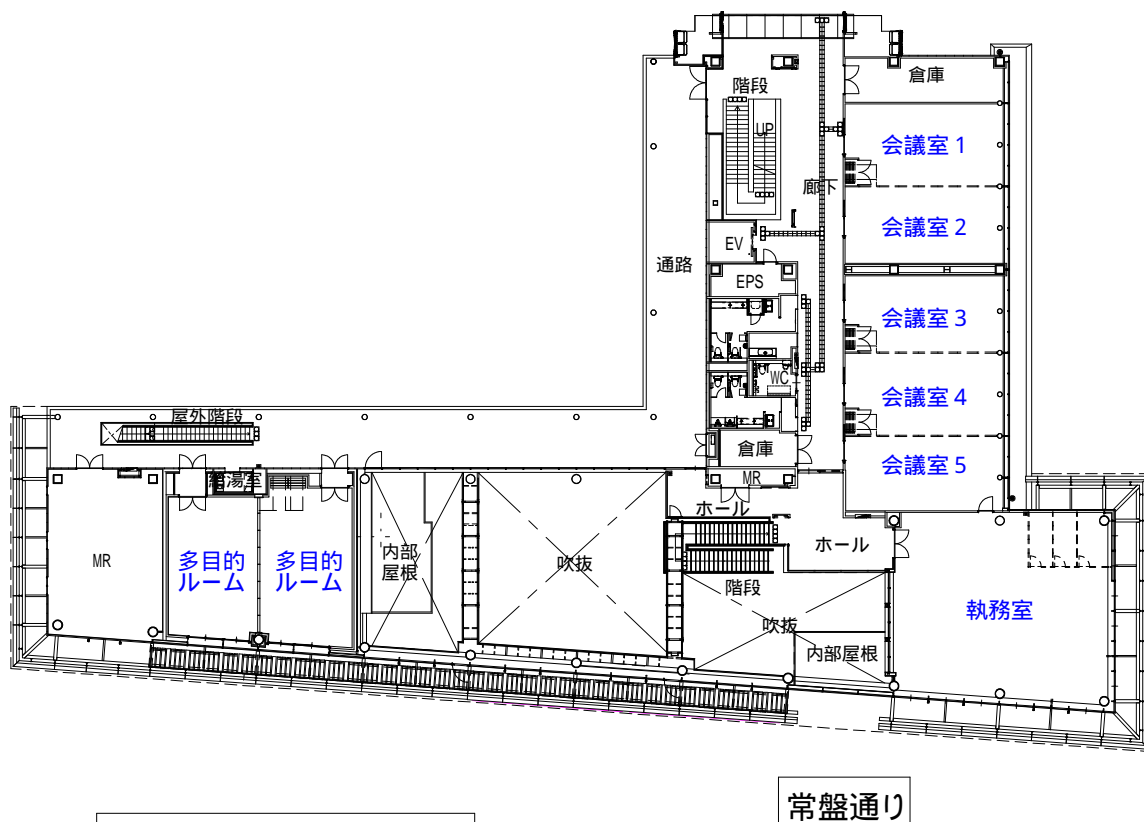 倉庫
階段
UP
会議室 1
廊下
会議室 2
EV
通路
EPS
会議室 3
WC
会議室 4
屋外階段
倉庫
会議室 5
給湯室
MR
ホール
ホール
MR
多目的
ルーム
多目的
ルーム
内部
屋根
吹抜
階段
吹抜
執務室
内部屋根
常盤通り